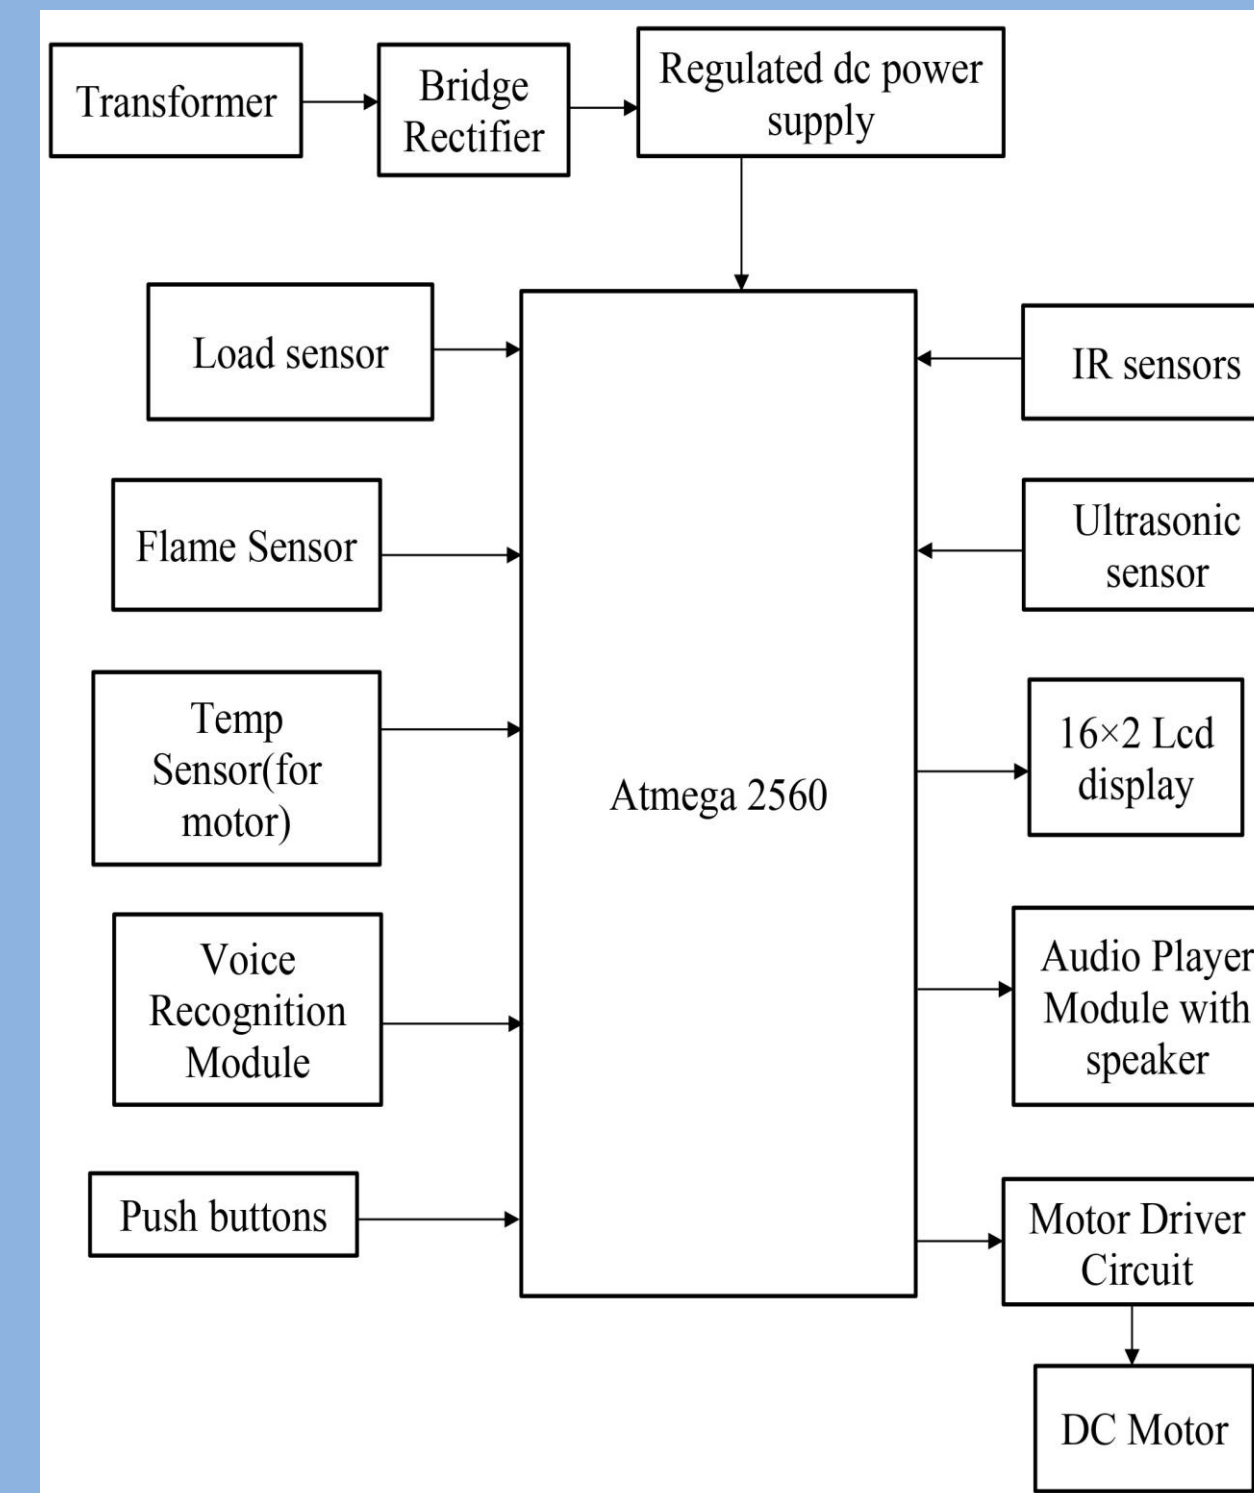 Transformer
Bridge
Rectifier
Regulated dc power
supply
Load sensor
IR sensors
Flame Sensor
Ultrasonic
sensor
Temp
Sensor(for
motor)
16×2 Lcd
display
Atmega 2560
Voice
Recognition
Module
Audio Player
Module with
speaker
Push buttons
Motor Driver
Circuit
DC Motor